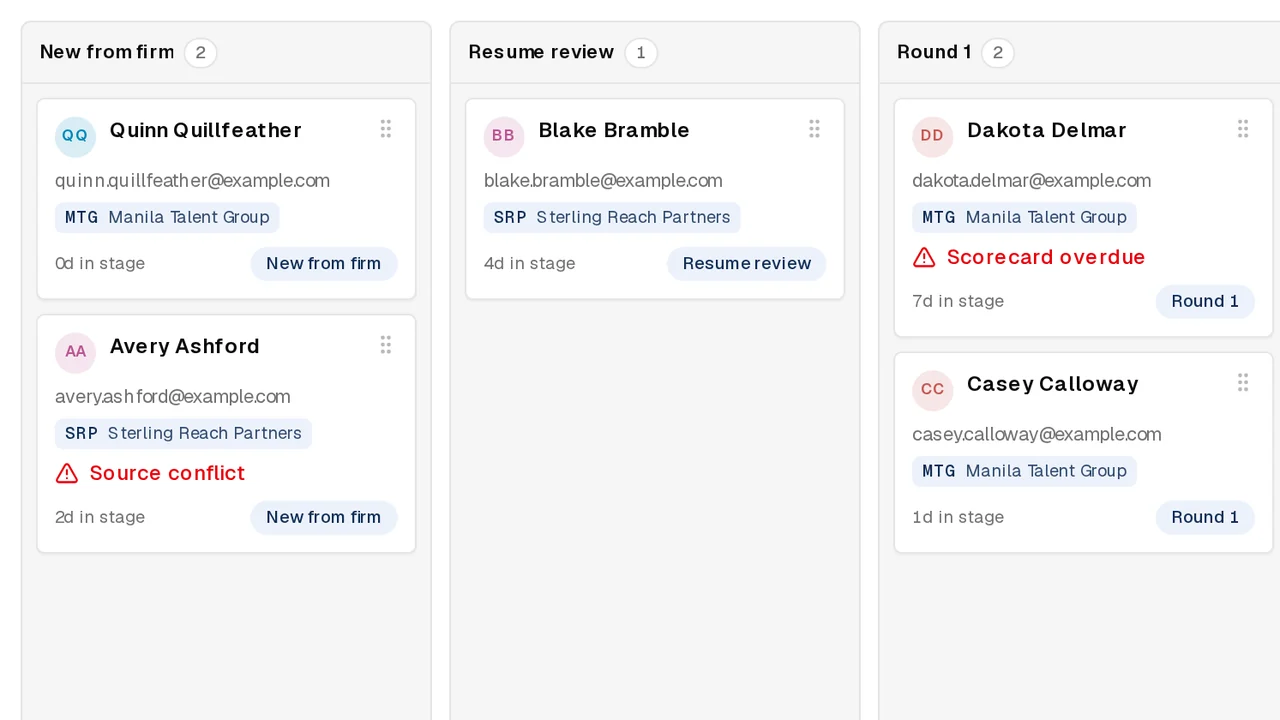 New from firm 2
QQ Quinn Quillfeather
quinn.quillfeather@example.com
MTG Manila Talent Group
0d in stage New from firm
AA Avery Ashford
avery.ashford@example.com
SRP Sterling Reach Partners
Source conflict
2d in stage New from firm
Resume review 1
BB Blake Bramble
blake.bramble@example.com
SRP Sterling Reach Partners
4d in stage Resume review
Round 1 2
DD Dakota Delmar
dakota.delmar@example.com
MTG Manila Talent Group
Scorecard overdue
7d in stage Round 1
CC Casey Calloway
casey.calloway@example.com
MTG Manila Talent Group
1d in stage Round 1